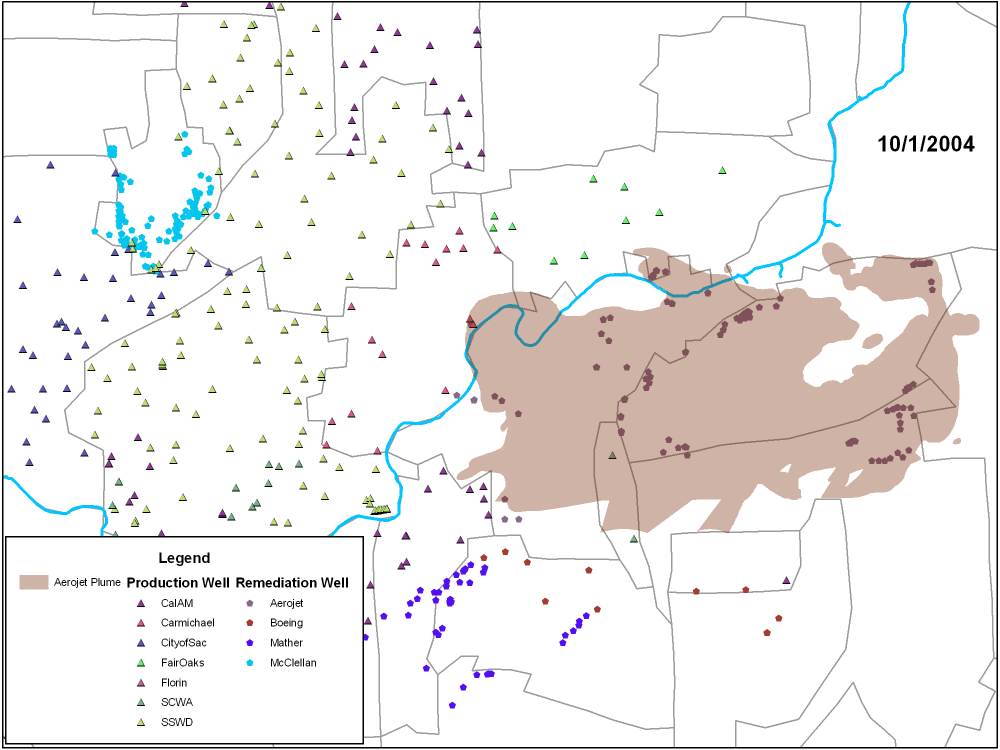 10/1/2004
Legend
Aerojet Plume
Production Well
Remediation Well
CalAM
Aerojet
Carmichael
Boeing
CityofSac
Mather
FairOaks
McClellan
Florin
SCWA
SSWD